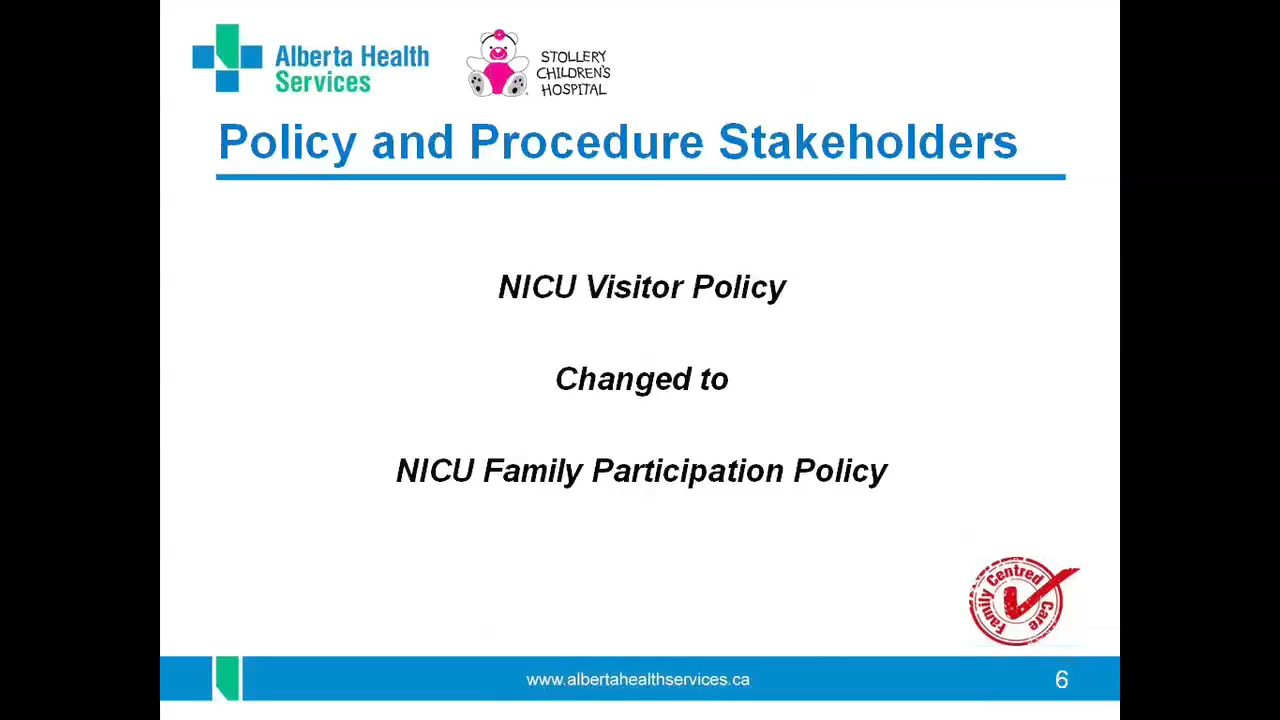 Alberta Health
Services
STOLLERY
CHILDREN'S
HOSPITAL
Policy and Procedure Stakeholders
NICU Visitor Policy
Changed to
NICU Family Participation Policy
Family Centred Care
www.albertahealthservices.ca
6